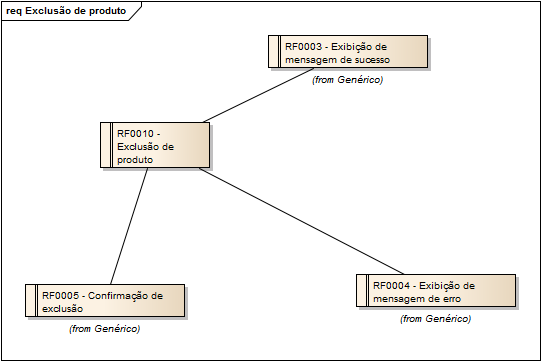 req Exclusão de produto
RF0003 - Exibição de
mensagem de sucesso
(from Genérico)
RF0010 -
Exclusão de
produto
RF0005 - Confirmação de
exclusão
(from Genérico)
RF0004 - Exibição de
mensagem de erro
(from Genérico)